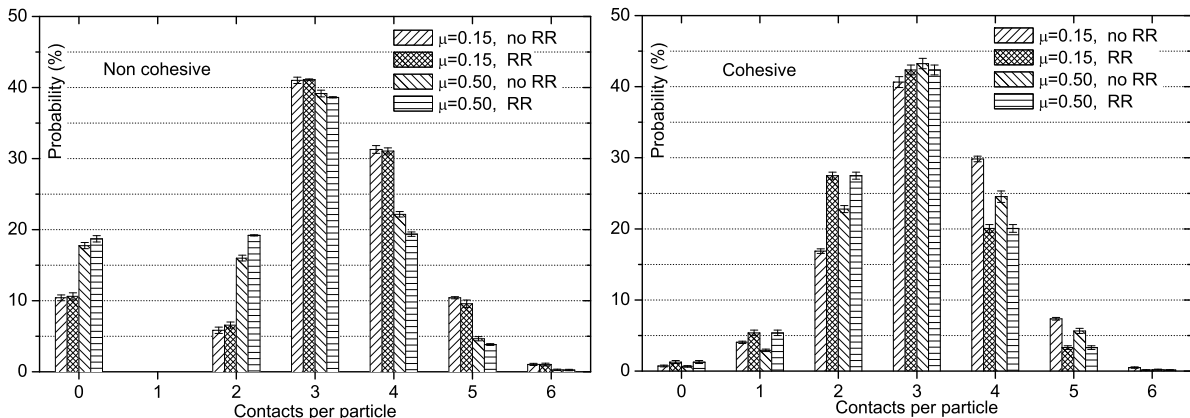 50
40
30
20
10
0
Probability (%)
Non cohesive
μ=0.15, no RR
μ=0.15, RR
μ=0.50, no RR
μ=0.50, RR
0 1 2 3 4 5 6
Contacts per particle
50
40
30
20
10
0
Probability (%)
Cohesive
μ=0.15, no RR
μ=0.15, RR
μ=0.50, no RR
μ=0.50, RR
0 1 2 3 4 5 6
Contacts per particle